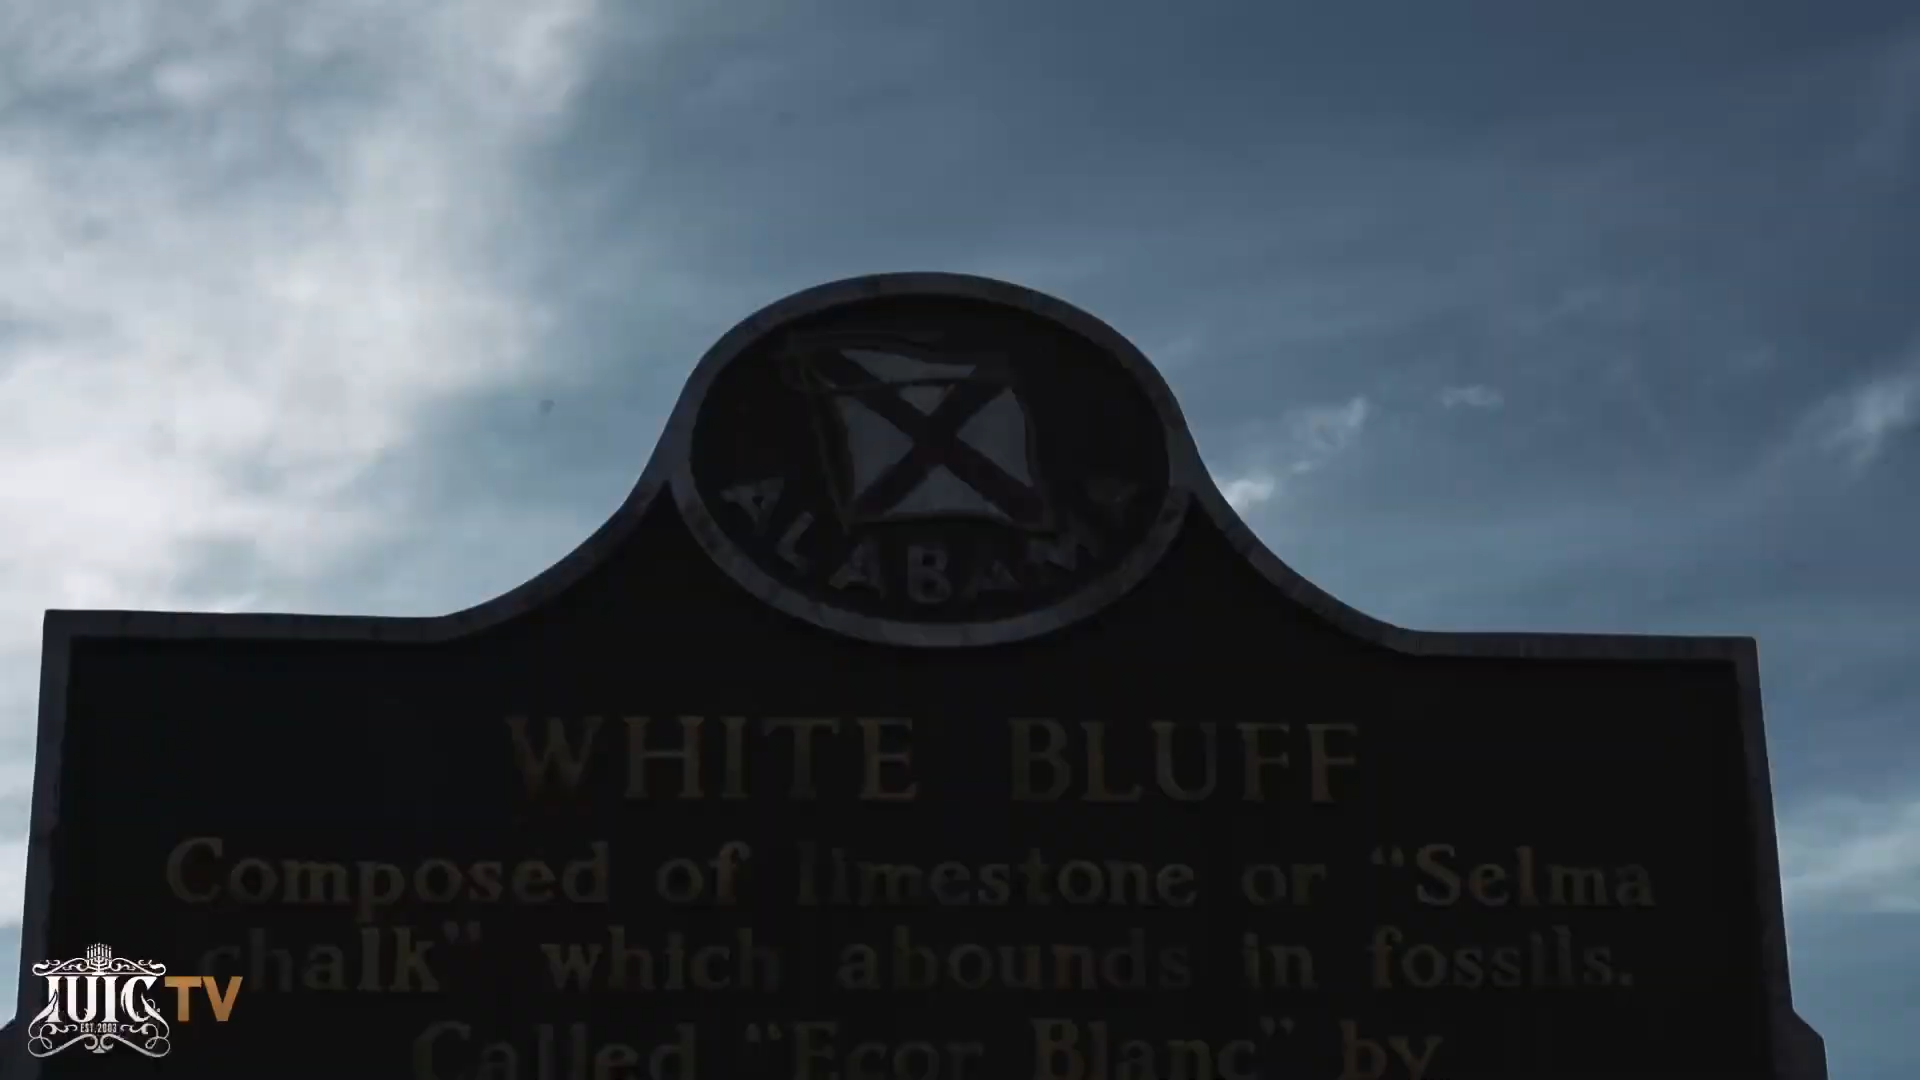 ALABAMA
WHITE BLUFF
Composed of limestone or "Selma
chalk" which abounds in fossils.
Called "Ecor Blanc" by
IUIC TV
EST. 2003